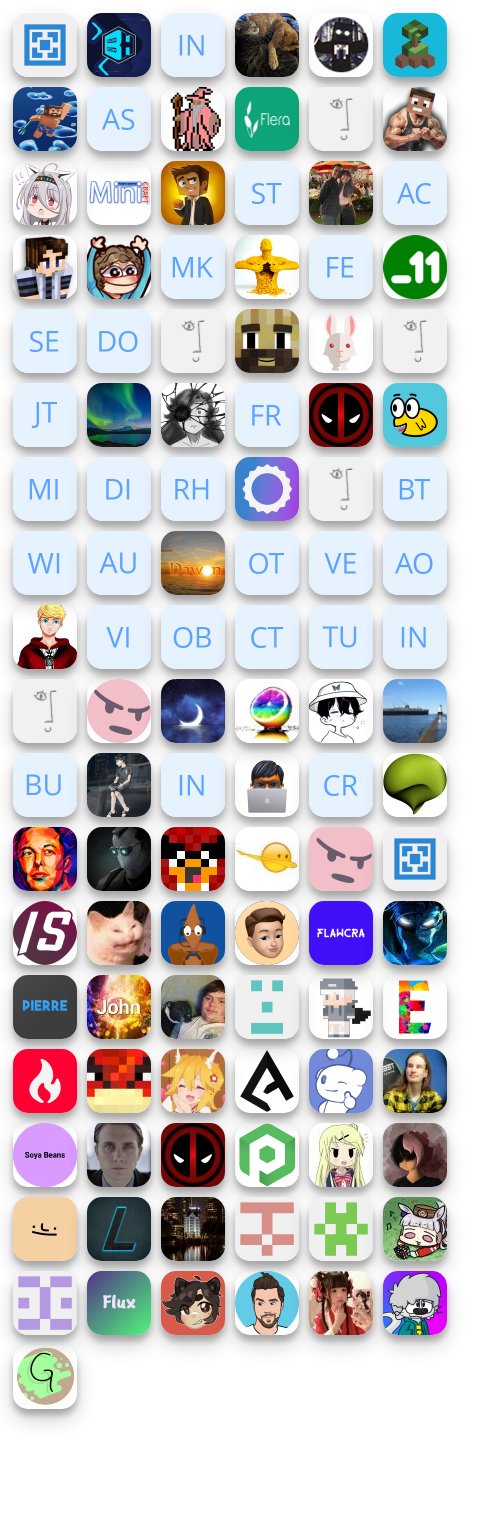 IN
AS
Flera
Mini
ST
AC
MK
FE
_11
SE
DO
JT
FR
MI
DI
RH
BT
WI
AU
Dawn
OT
VE
AO
VI
OB
CT
TU
IN
BU
IN
CR
IS
FLAWCRA
PIERRE
John
E
Soya Beans
L
Flux
G